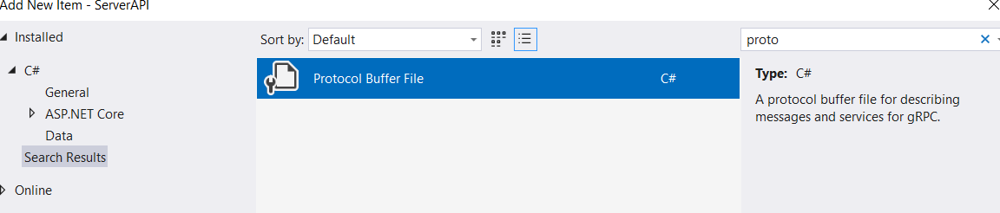 Add New Item - ServerAPI
Installed
C#
General
ASP.NET Core
Data
Search Results
Online
Sort by: Default
Protocol Buffer File C#
proto
Type: C#
A protocol buffer file for describing
messages and services for gRPC.